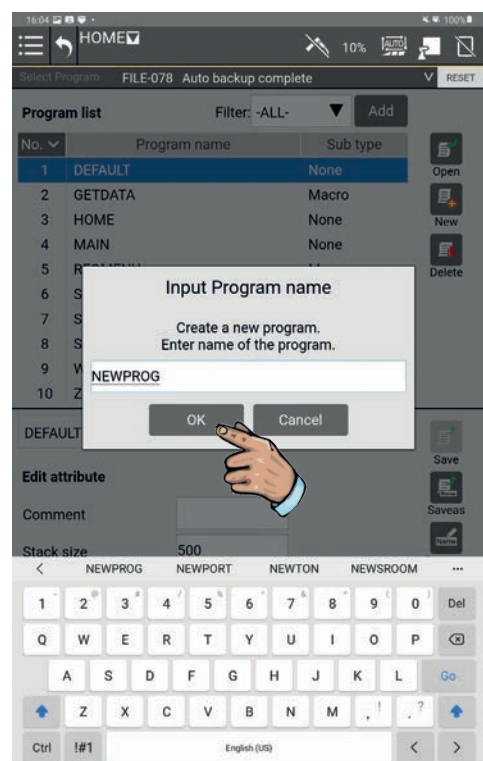 16:04 100%
HOME 10% AUTO
Select Program FILE-078 Auto backup complete RESET
Program list Filter: -ALL- Add
No. Program name Sub type
1 DEFAULT None
2 GETDATA Macro Open
3 HOME None New
4 MAIN None
5 Delete
6 S
7 S
8 S
9
10 Z
Input Program name
Create a new program.
Enter name of the program.
NEWPROG
OK Cancel
DEFAULT
Save
Edit attribute
Comment Saveas
Name
Stack size 500
< NEWPROG NEWPORT NEWTON NEWSROOM ...
1 2 3 4 5 6 7 8 9 0 Del
Q W E R T Y U I O P
A S D F G H J K L Go
Z X C V B N M , ! . ?
Ctrl !#1 English (US) < >